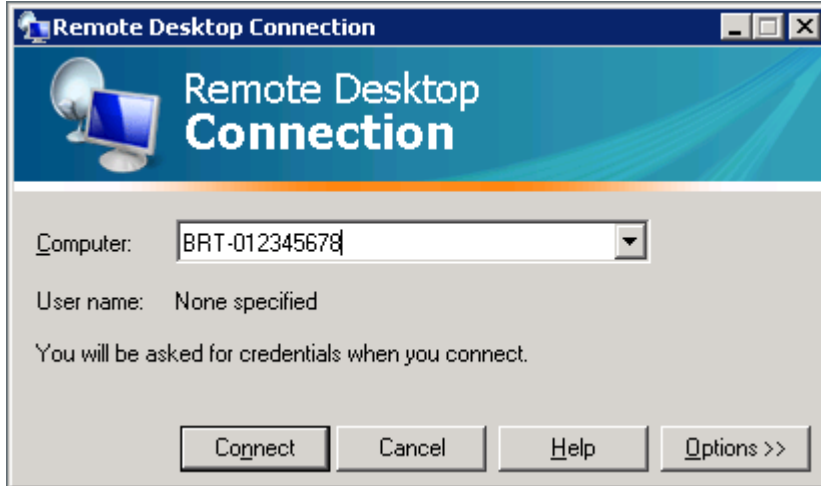 Remote Desktop Connection
Remote Desktop
Connection
Computer: BRT-012345678
User name: None specified
You will be asked for credentials when you connect.
Connect Cancel Help Options >>